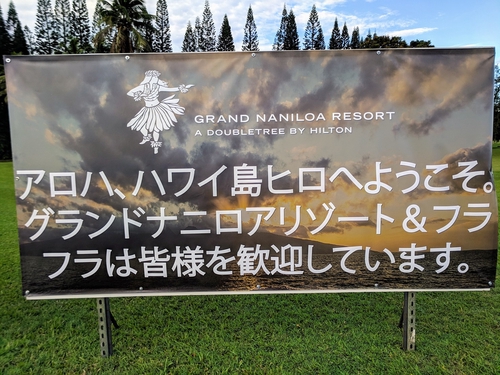 GRAND NANILOA RESORT
A DOUBLETREE BY HILTON
アロハ、ハワイ島ヒロへようこそ。
グランドナニロアリゾート＆フラ
フラは皆様を歓迎しています。